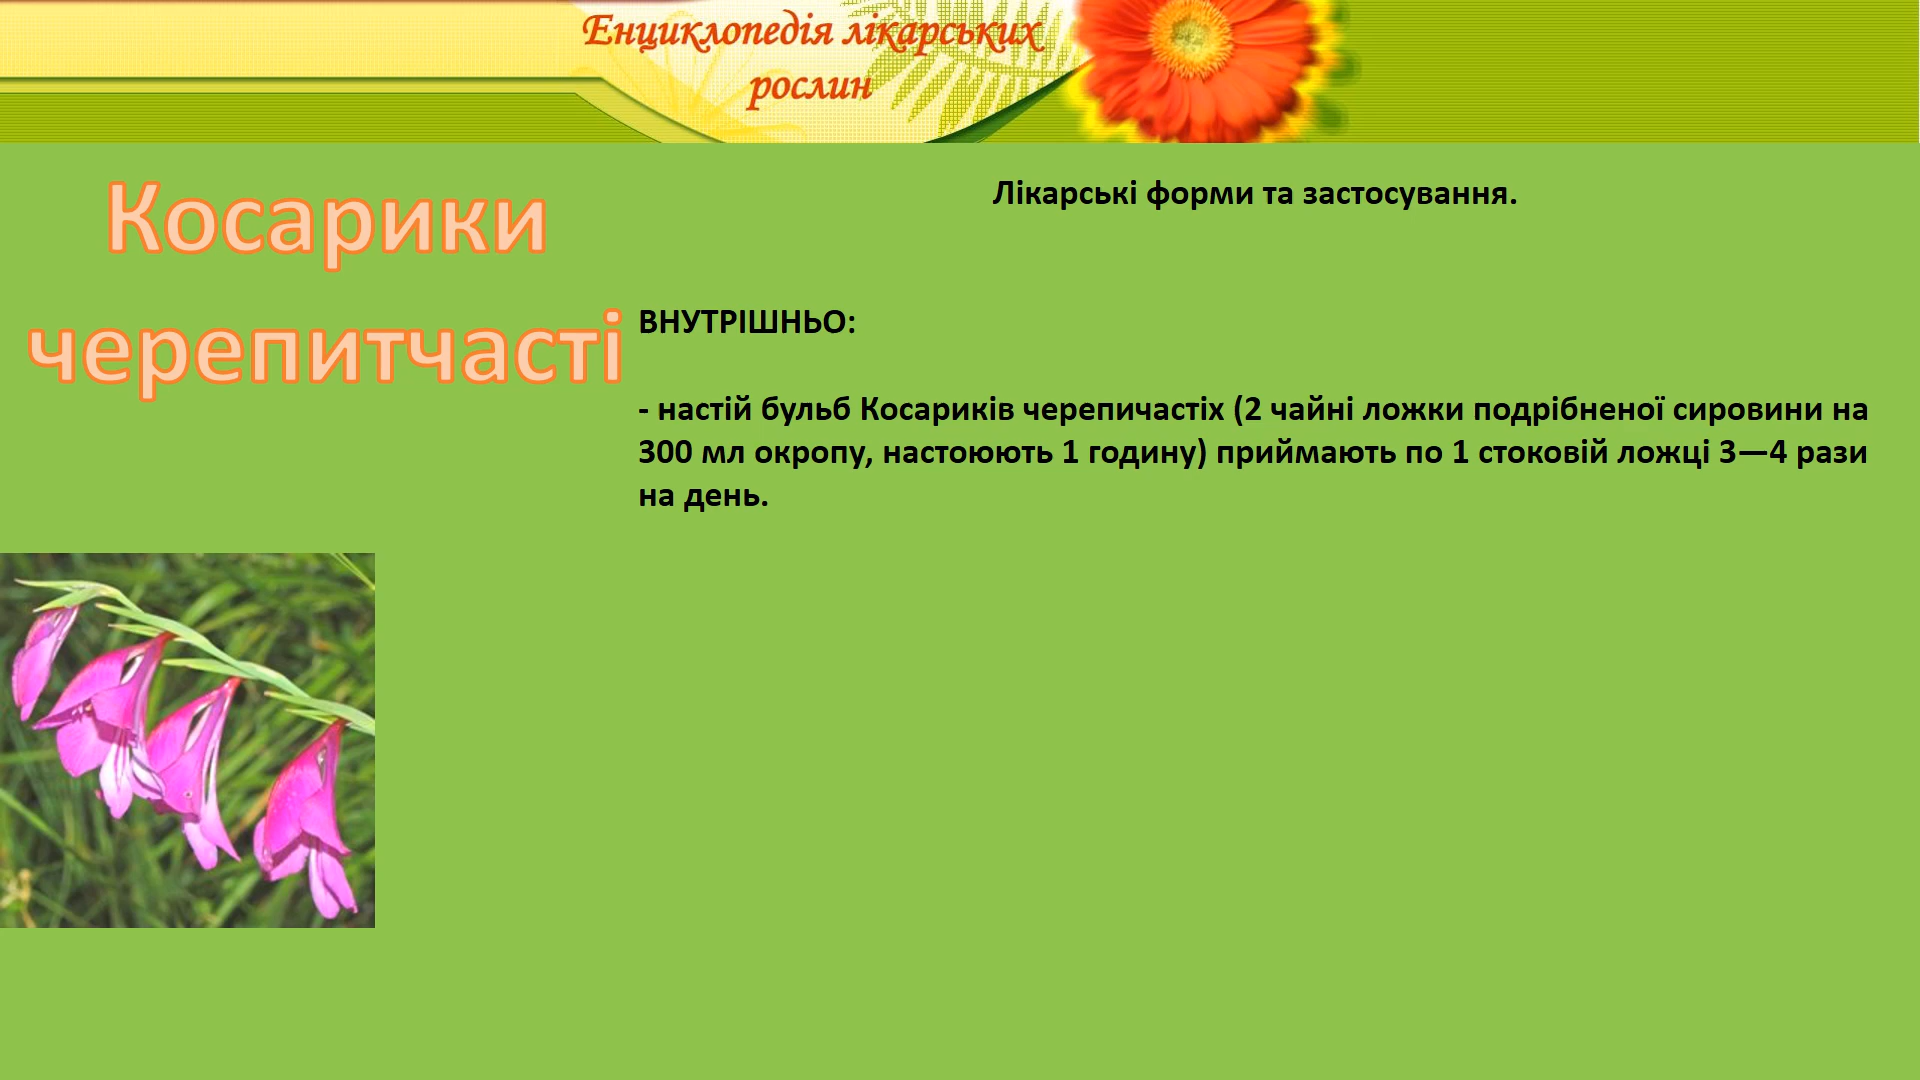 Енциклопедія лікарських
рослин
Косарики
черепитчасті
Лікарські форми та застосування.
ВНУТРІШНЬО:
- настій бульб Косариків черепичастіх (2 чайні ложки подрібненої сировини на
300 мл окропу, настоюють 1 годину) приймають по 1 стоковій ложці 3—4 рази
на день.